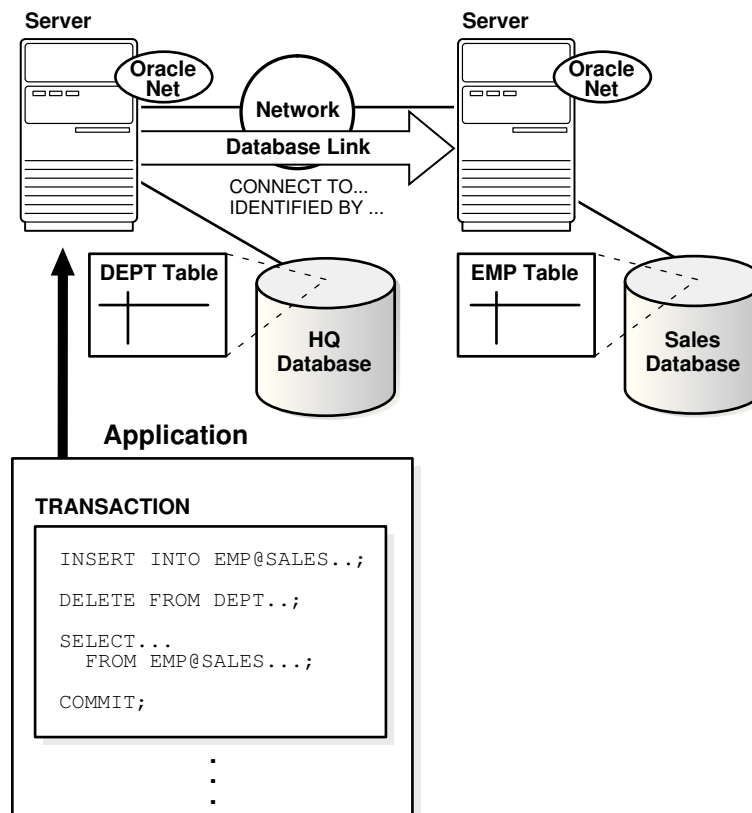 Server
Server
Oracle
Net
Oracle
Net
Network
Database Link
CONNECT TO...
IDENTIFIED BY ...
DEPT Table
EMP Table
HQ
Database
Sales
Database
Application
TRANSACTION
INSERT INTO EMP@SALES..;
DELETE FROM DEPT..;
SELECT...
FROM EMP@SALES...;
COMMIT;
.
.
.